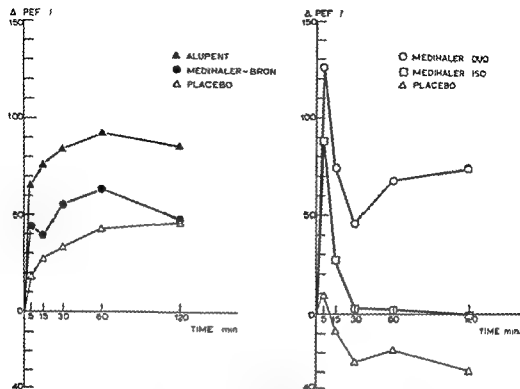 Δ PEF l
150
▲ ALUPENT
● MEDIHALER-BRON
△ PLACEBO
100
50
0
5 15 30 60 120
TIME min
40
Δ PEF l
150
○ MEDIHALER DUO
□ MEDIHALER ISO
△ PLACEBO
100
50
0
5 15 30 60 120
TIME min
40